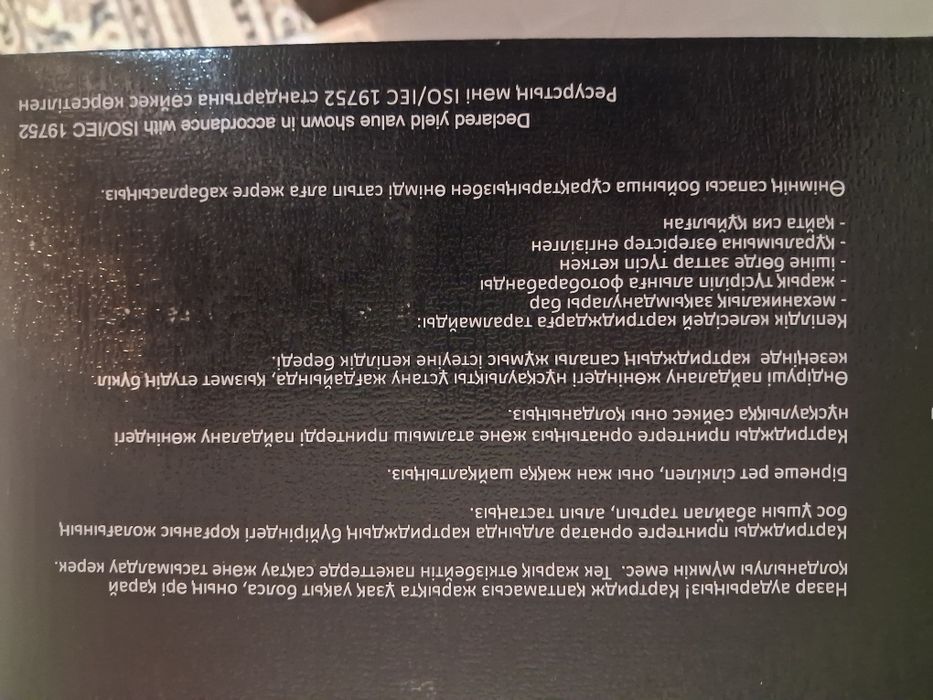 Назар аударыңыз! Картридж қаптамасыз жарықта ұзақ уақыт болса, оның әрі қарай
қолданылуы мүмкін емес. Тек жарық өткізбейтін пакеттерде сақтау және тасымалдау керек.
Картриджды принтерге орнатар алдында картридждың бүйіріндегі қорғаныс жолағының
бос ұшын абайлап тартып, алып тастаңыз.
Бірнеше рет сілкілеп, оны жан жаққа шайқалтыңыз.
Картриджды принтерге орнатыңыз және аталмыш принтерді пайдалану жөніндегі
нұсқаулыққа сәйкес оны қолданыңыз.
Өндіруші пайдалану жөніндегі нұсқаулықты ұстану жағдайында, қызмет етудің бүкіл
кезеңінде картридждың сапалы жұмыс істеуіне кепілдік береді.
Кепілдік келесідей картридждарға таралмайды:
- механикалық зақымданулары бар
- жарық түсіріліп алынға фотобарабанды
- ішіне бөгде заттар түсіп кеткен
- құралымына өзгерістер енгізілген
- қайта сия құйылған
Өнімнің сапасы бойынша сұрақтарыңызбен өнімді сатып алға жерге хабарласыңыз.
Declared yield value shown in accordance with ISO/IEC 19752
Ресурстың мәні ISO/IEC 19752 стандартына сәйкес көрсетілген